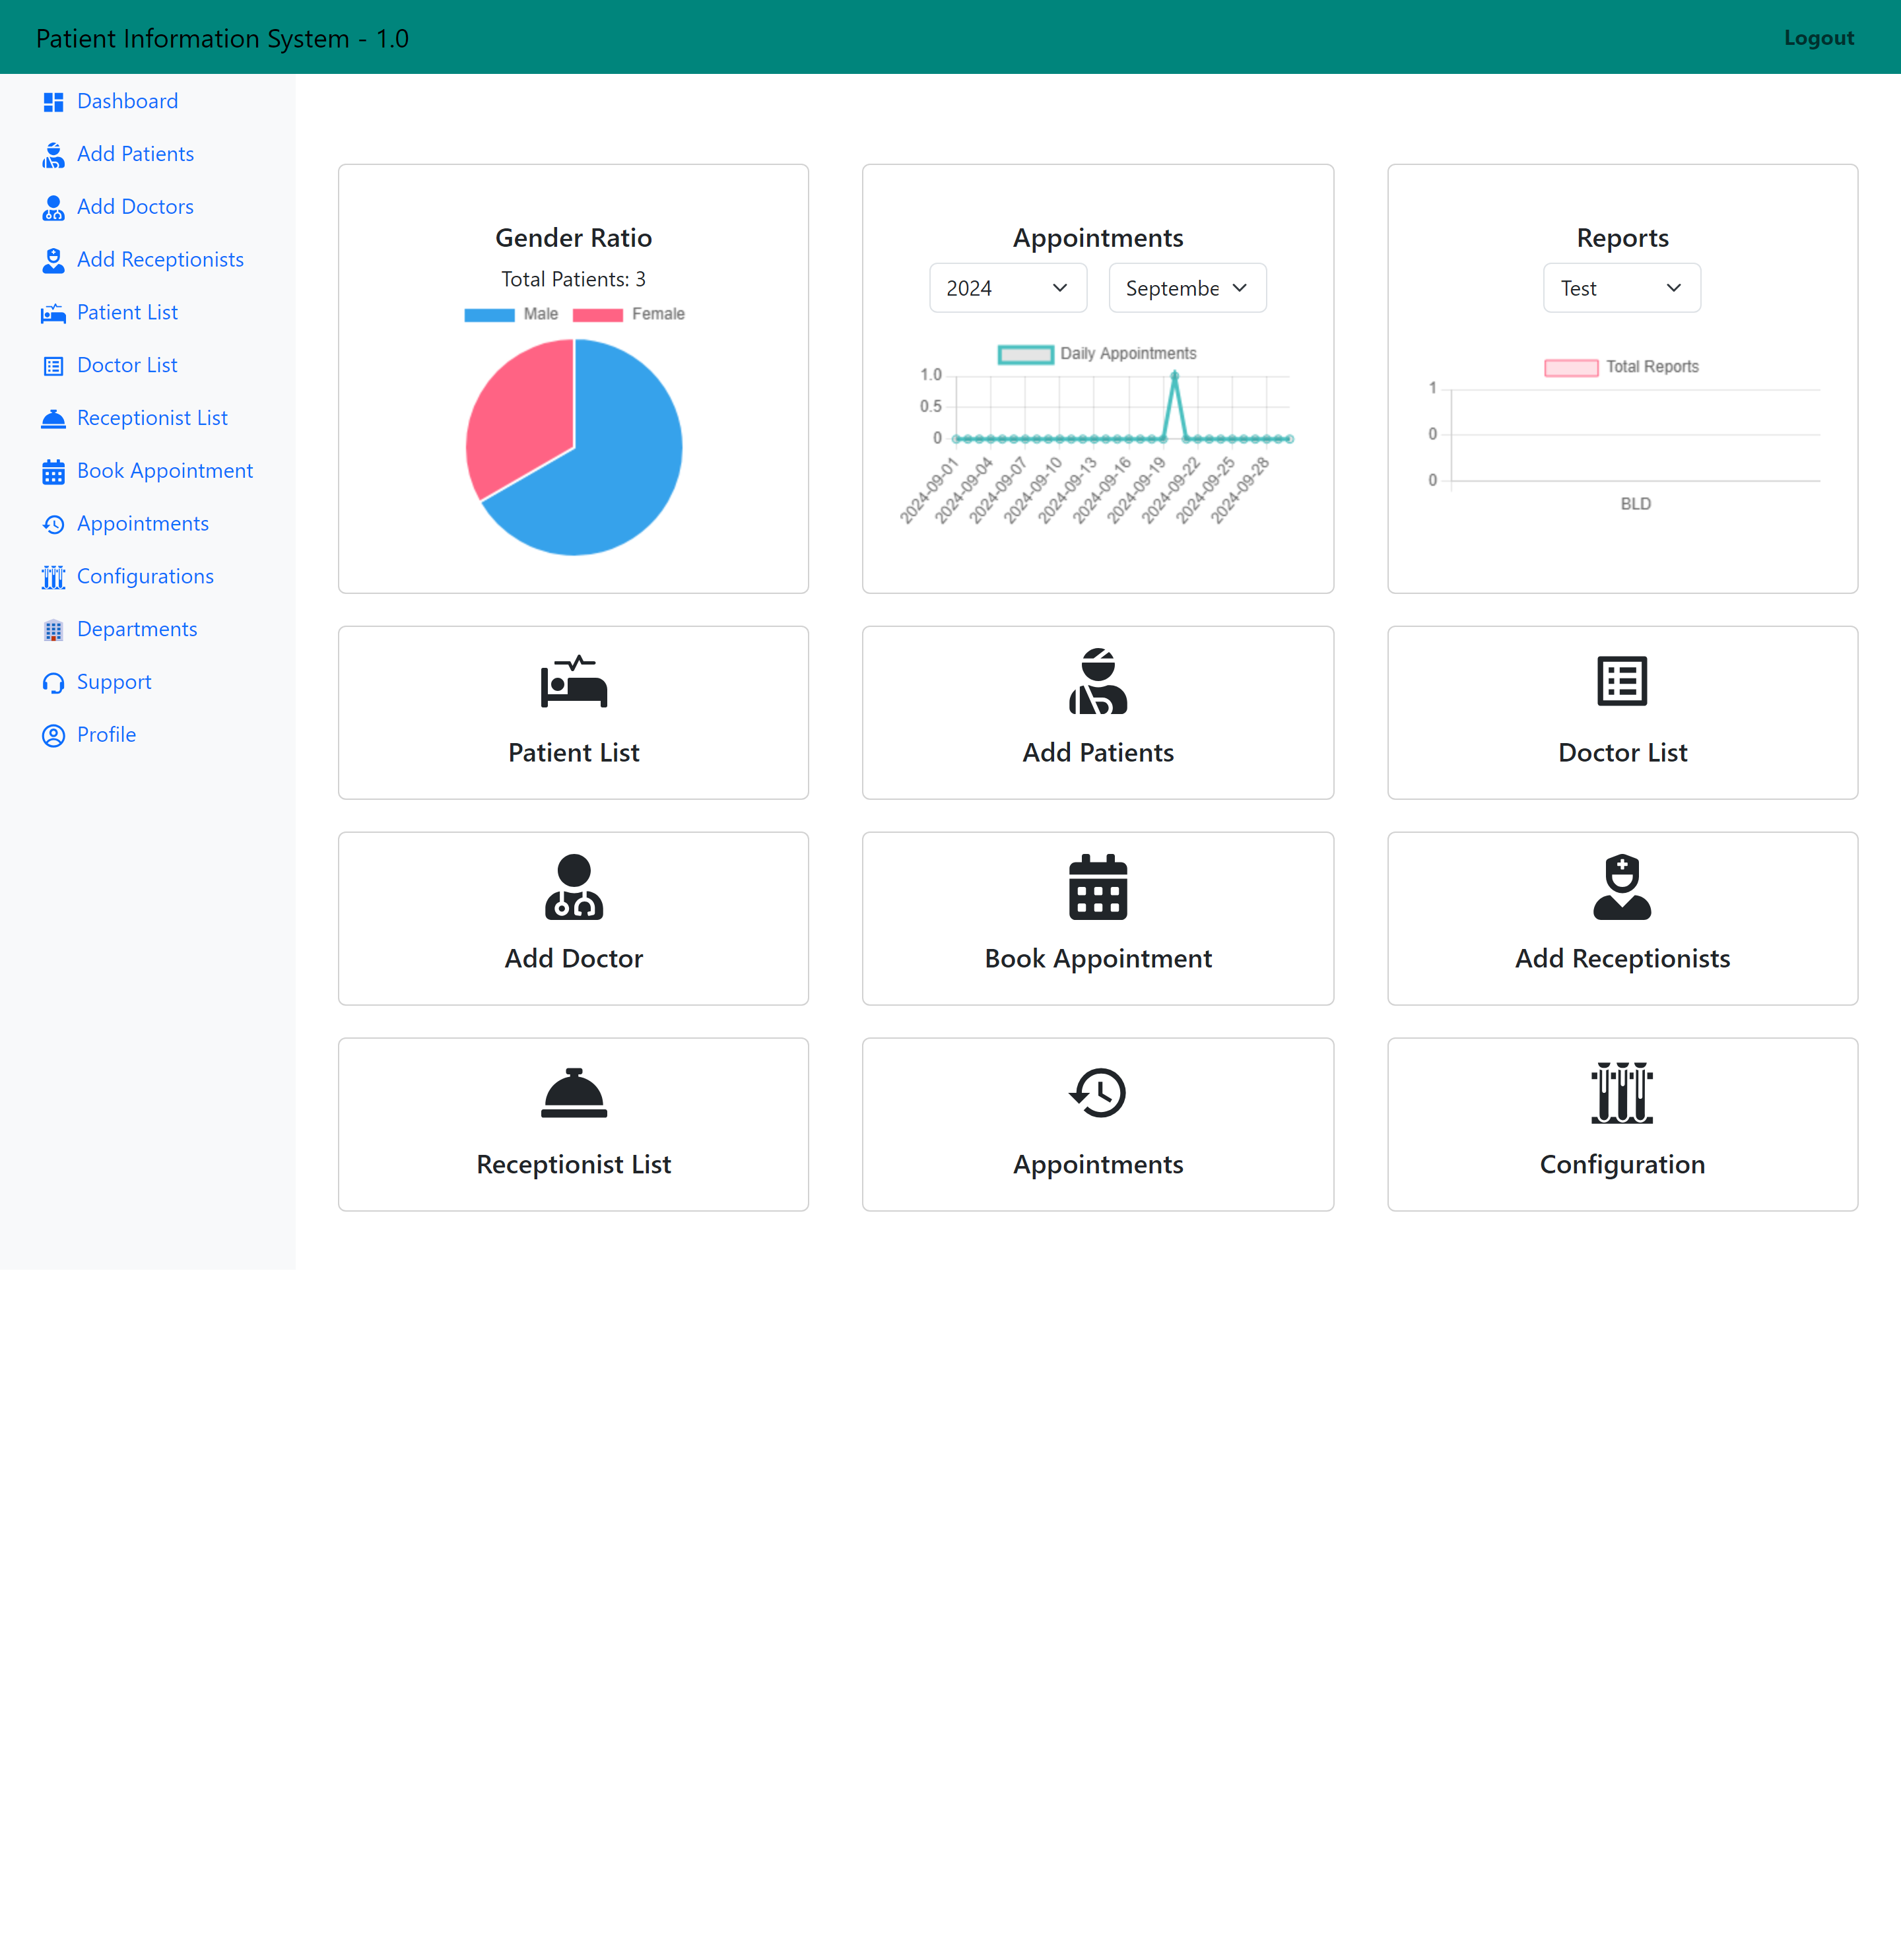 Patient Information System - 1.0
Logout
Dashboard
Add Patients
Add Doctors
Add Receptionists
Patient List
Doctor List
Receptionist List
Book Appointment
Appointments
Configurations
Departments
Support
Profile
Gender Ratio
Total Patients: 3
Male Female
Appointments
2024 Septembe
Daily Appointments
1.0
0.5
0
2024-09-01 2024-09-04 2024-09-07 2024-09-10 2024-09-13 2024-09-16 2024-09-19 2024-09-22 2024-09-25 2024-09-28
Reports
Test
Total Reports
1
0
0
BLD
Patient List
Add Patients
Doctor List
Add Doctor
Book Appointment
Add Receptionists
Receptionist List
Appointments
Configuration